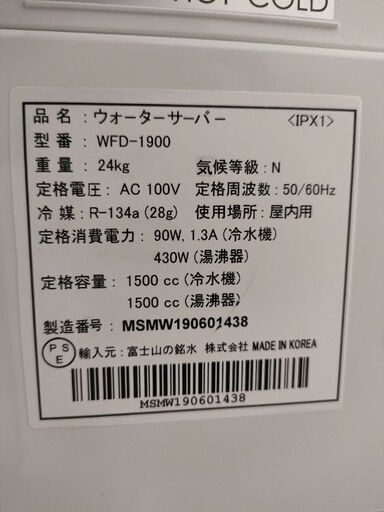 HOT COLD
品名：ウォーターサーバー 〈IPX1〉
型番：WFD-1900
重量：24kg 気候等級：N
定格電圧：AC 100V 定格周波数：50/60Hz
冷媒：R-134a (28g) 使用場所：屋内用
定格消費電力：90W, 1.3A (冷水機)
430W (湯沸器)
定格容量：1500 cc (冷水機)
1500 cc (湯沸器)
製造番号：MSMW190601438
PSE 輸入元：富士山の銘水 株式会社 MADE IN KOREA
MSMW190601438